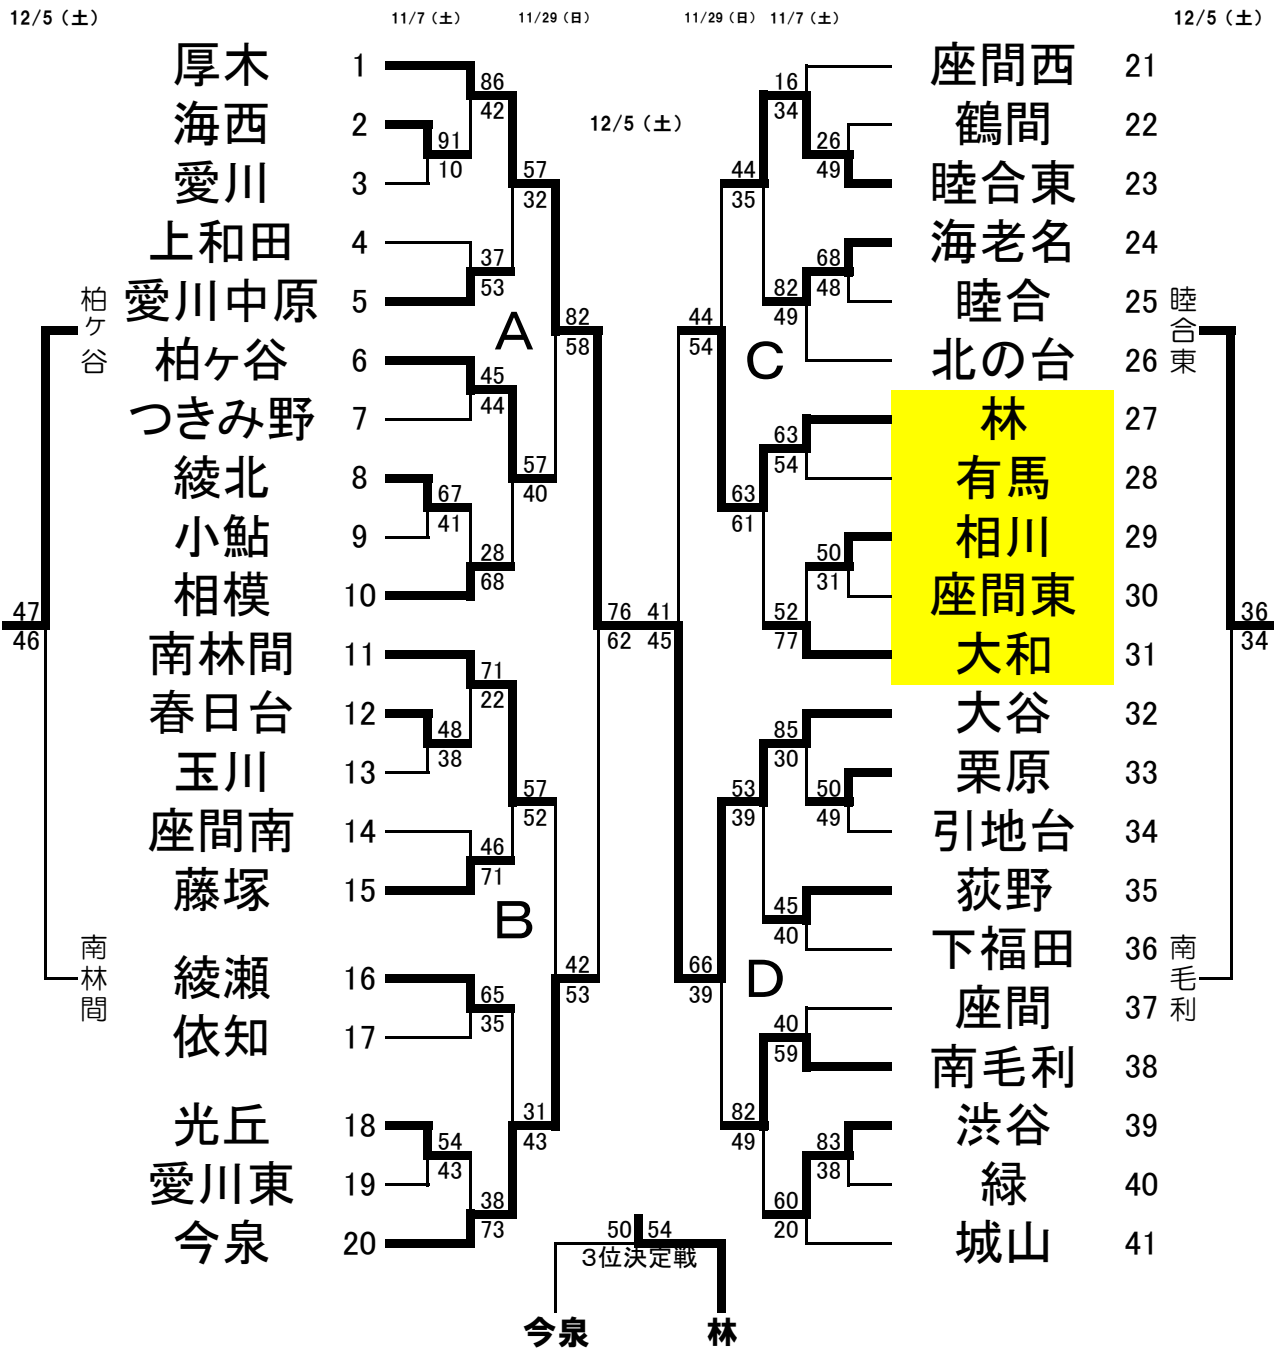 12/5（土）
11/7（土）
11/29（日）
11/29（日）
11/7（土）
12/5（土）
12/5（土）
厚木 1
海西 2
愛川 3
上和田 4
愛川中原 5
柏ヶ谷 6
つきみ野 7
綾北 8
小鮎 9
相模 10
南林間 11
春日台 12
玉川 13
座間南 14
藤塚 15
綾瀬 16
依知 17
光丘 18
愛川東 19
今泉 20
柏ケ谷
南林間
47
46
91
10
67
41
48
38
54
43
86
42
37
53
45
44
28
68
71
22
46
71
65
35
38
73
57
32
57
40
57
52
31
43
A
B
82
58
42
53
76
62
41
45
44
54
66
39
C
D
44
35
63
61
53
39
82
49
16
34
82
49
63
54
52
77
85
30
45
40
40
59
60
20
26
49
68
48
50
31
50
49
83
38
座間西 21
鶴間 22
睦合東 23
海老名 24
睦合 25
北の台 26
林 27
有馬 28
相川 29
座間東 30
大和 31
大谷 32
栗原 33
引地台 34
荻野 35
下福田 36
座間 37
南毛利 38
渋谷 39
緑 40
城山 41
睦合東
南毛利
36
34
50 54
3位決定戦
今泉 林